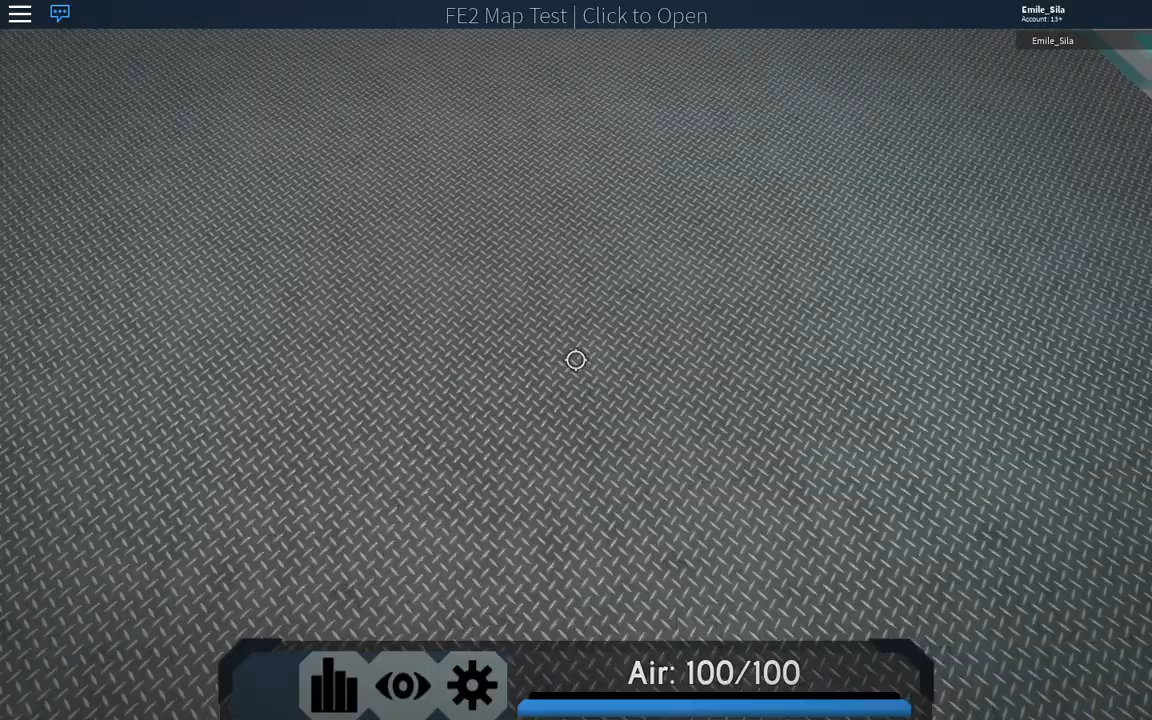 FE2 Map Test | Click to Open
Emile_Sila
Account: 13+
Emile_Sila
Air: 100/100